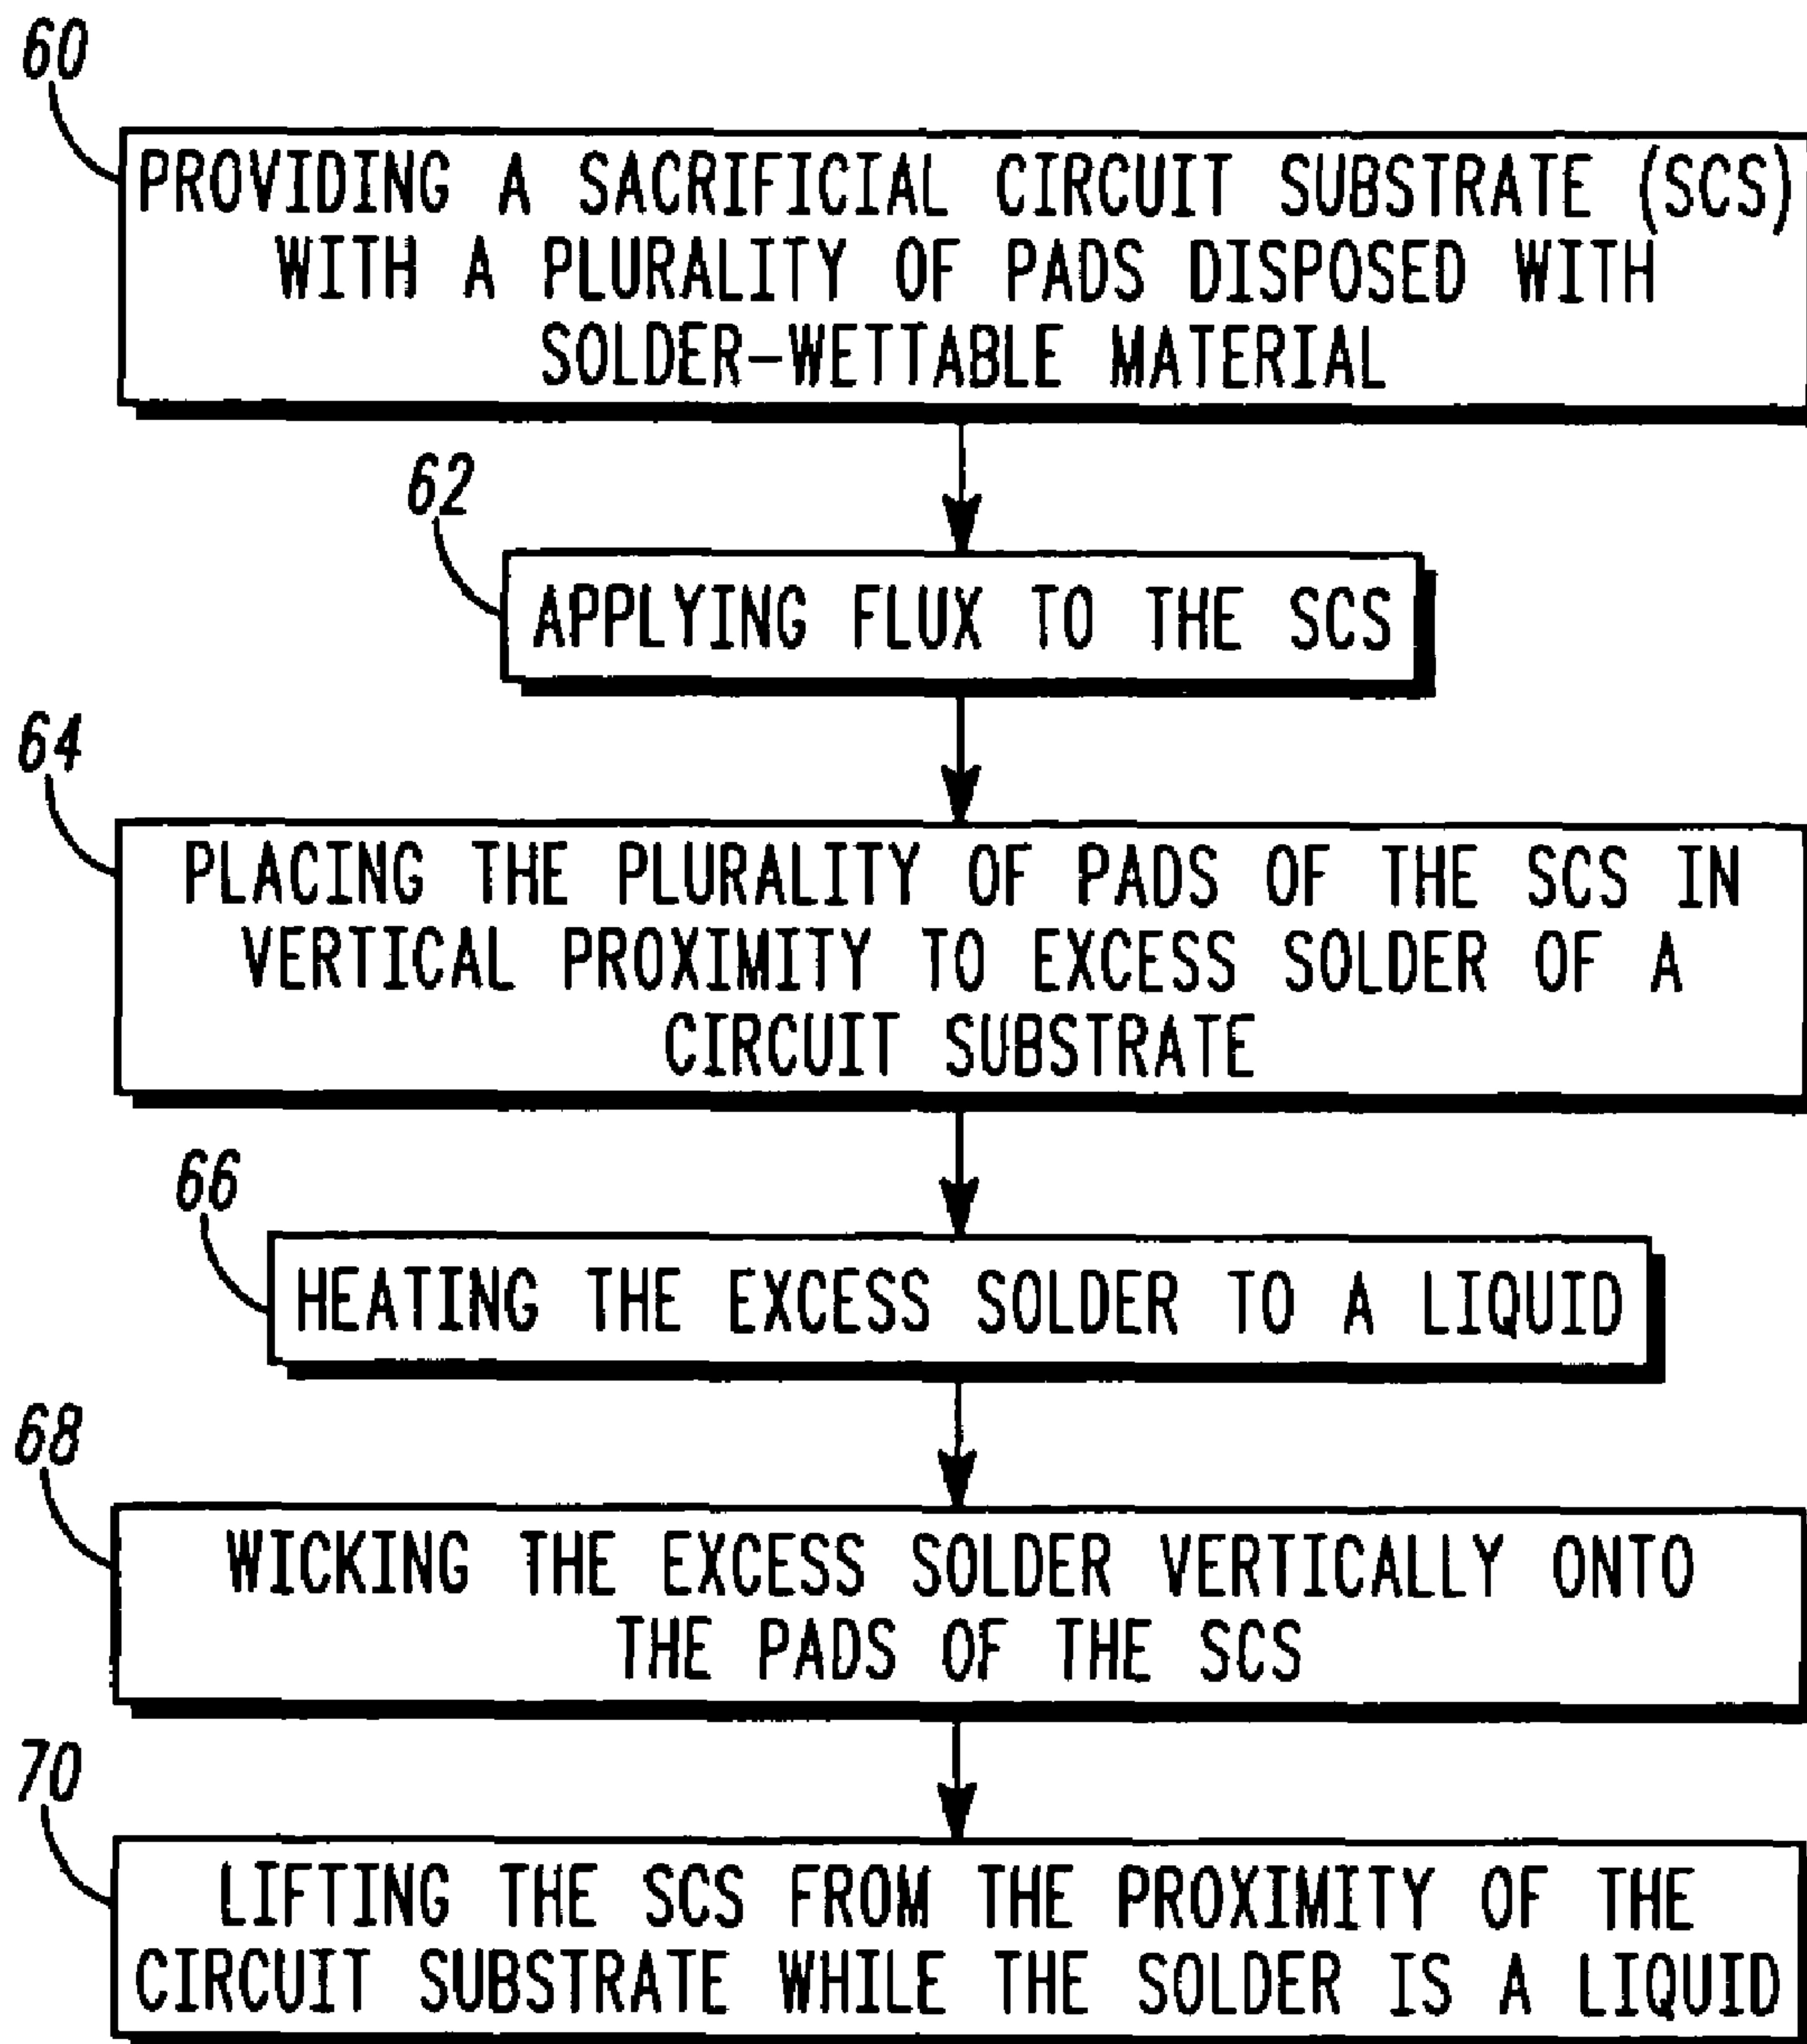 60
PROVIDING A SACRIFICIAL CIRCUIT SUBSTRATE (SCS)
WITH A PLURALITY OF PADS DISPOSED WITH
SOLDER-WETTABLE MATERIAL
62
APPLYING FLUX TO THE SCS
64
PLACING THE PLURALITY OF PADS OF THE SCS IN
VERTICAL PROXIMITY TO EXCESS SOLDER OF A
CIRCUIT SUBSTRATE
66
HEATING THE EXCESS SOLDER TO A LIQUID
68
WICKING THE EXCESS SOLDER VERTICALLY ONTO
THE PADS OF THE SCS
70
LIFTING THE SCS FROM THE PROXIMITY OF THE
CIRCUIT SUBSTRATE WHILE THE SOLDER IS A LIQUID